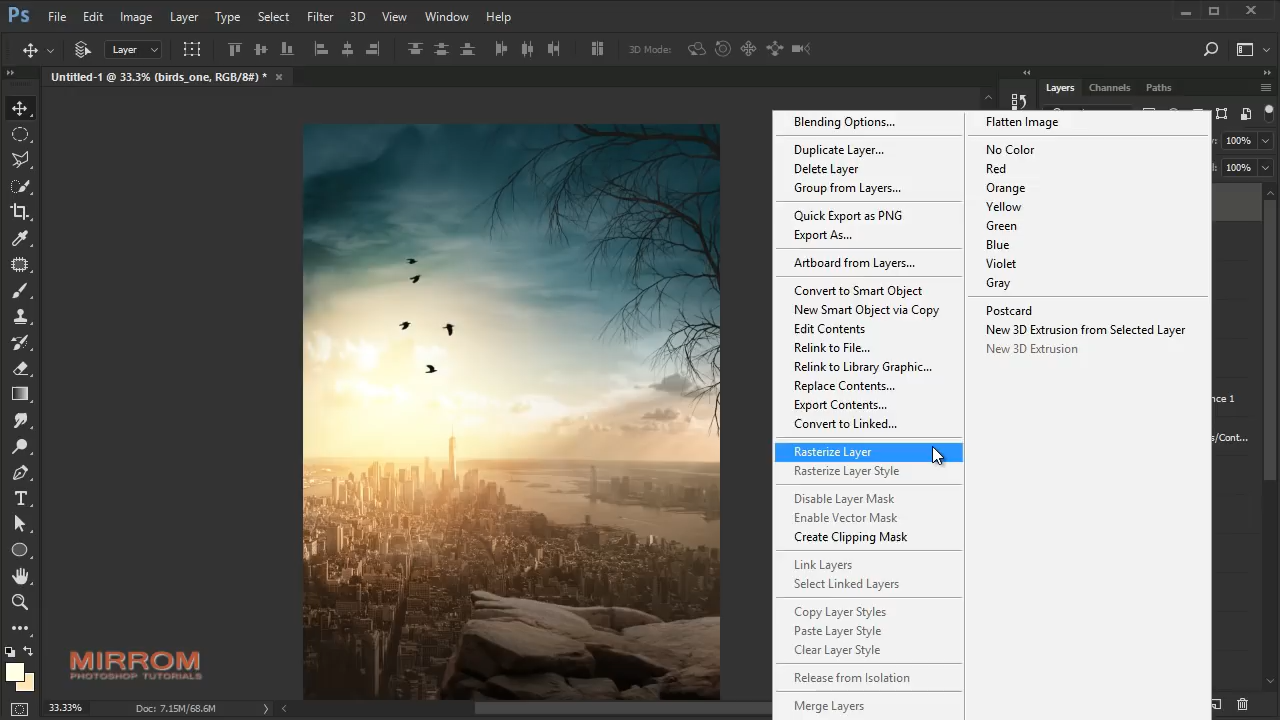 Ps File Edit Image Layer Type Select Filter 3D View Window Help
Layer 3D Mode:
Untitled-1 @ 33.3% (birds_one, RGB/8#) * ×
Layers Channels Paths
100%
100%
nce 1
s/Cont...
Blending Options...
Duplicate Layer...
Delete Layer
Group from Layers...
Quick Export as PNG
Export As...
Artboard from Layers...
Convert to Smart Object
New Smart Object via Copy
Edit Contents
Relink to File...
Relink to Library Graphic...
Replace Contents...
Export Contents...
Convert to Linked...
Rasterize Layer
Rasterize Layer Style
Disable Layer Mask
Enable Vector Mask
Create Clipping Mask
Link Layers
Select Linked Layers
Copy Layer Styles
Paste Layer Style
Clear Layer Style
Release from Isolation
Merge Layers
Flatten Image
No Color
Red
Orange
Yellow
Green
Blue
Violet
Gray
Postcard
New 3D Extrusion from Selected Layer
New 3D Extrusion
MIRROM
PHOTOSHOP TUTORIALS
33.33% Doc: 7.15M/68.6M